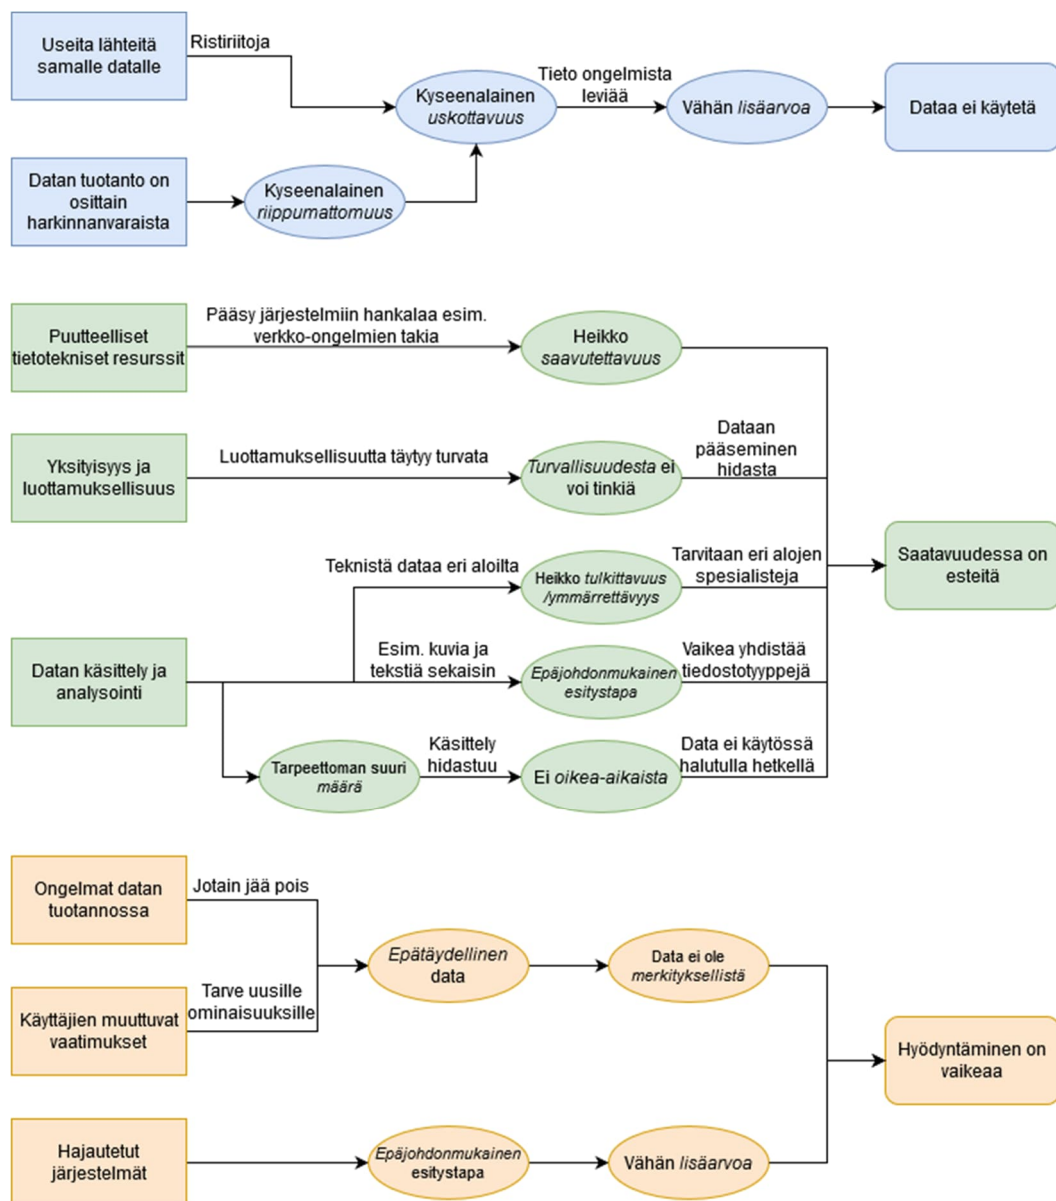 Useita lähteitä
samalle datalle
Ristiriitoja
Kyseenalainen
uskottavuus
Tieto ongelmista
leviää
Vähän lisäarvoa
Dataa ei käytetä
Datan tuotanto on
osittain
harkinnanvaraista
Kyseenalainen
riippumattomuus
Puutteelliset
tietotekniset resurssit
Pääsy järjestelmiin hankalaa esim.
verkko-ongelmien takia
Heikko
saavutettavuus
Yksityisyys ja
luottamuksellisuus
Luottamuksellisuutta täytyy turvata
Turvallisuudesta ei
voi tinkiä
Dataan
pääseminen
hidasta
Teknistä dataa eri aloilta
Heikko tulkittavuus
/ymmärrettävyys
Tarvitaan eri alojen
spesialisteja
Saatavuudessa on
esteitä
Datan käsittely ja
analysointi
Esim. kuvia ja
tekstiä sekaisin
Epäjohdonmukainen
esitystapa
Vaikea yhdistää
tiedostotyyppejä
Tarpeettoman suuri
määrä
Käsittely
hidastuu
Ei oikea-aikaista
Data ei käytössä
halutulla hetkellä
Ongelmat datan
tuotannossa
Jotain jää pois
Epätäydellinen
data
Data ei ole
merkityksellistä
Käyttäjien muuttuvat
vaatimukset
Tarve uusille
ominaisuuksille
Hyödyntäminen on
vaikeaa
Hajautetut
järjestelmät
Epäjohdonmukainen
esitystapa
Vähän lisäarvoa